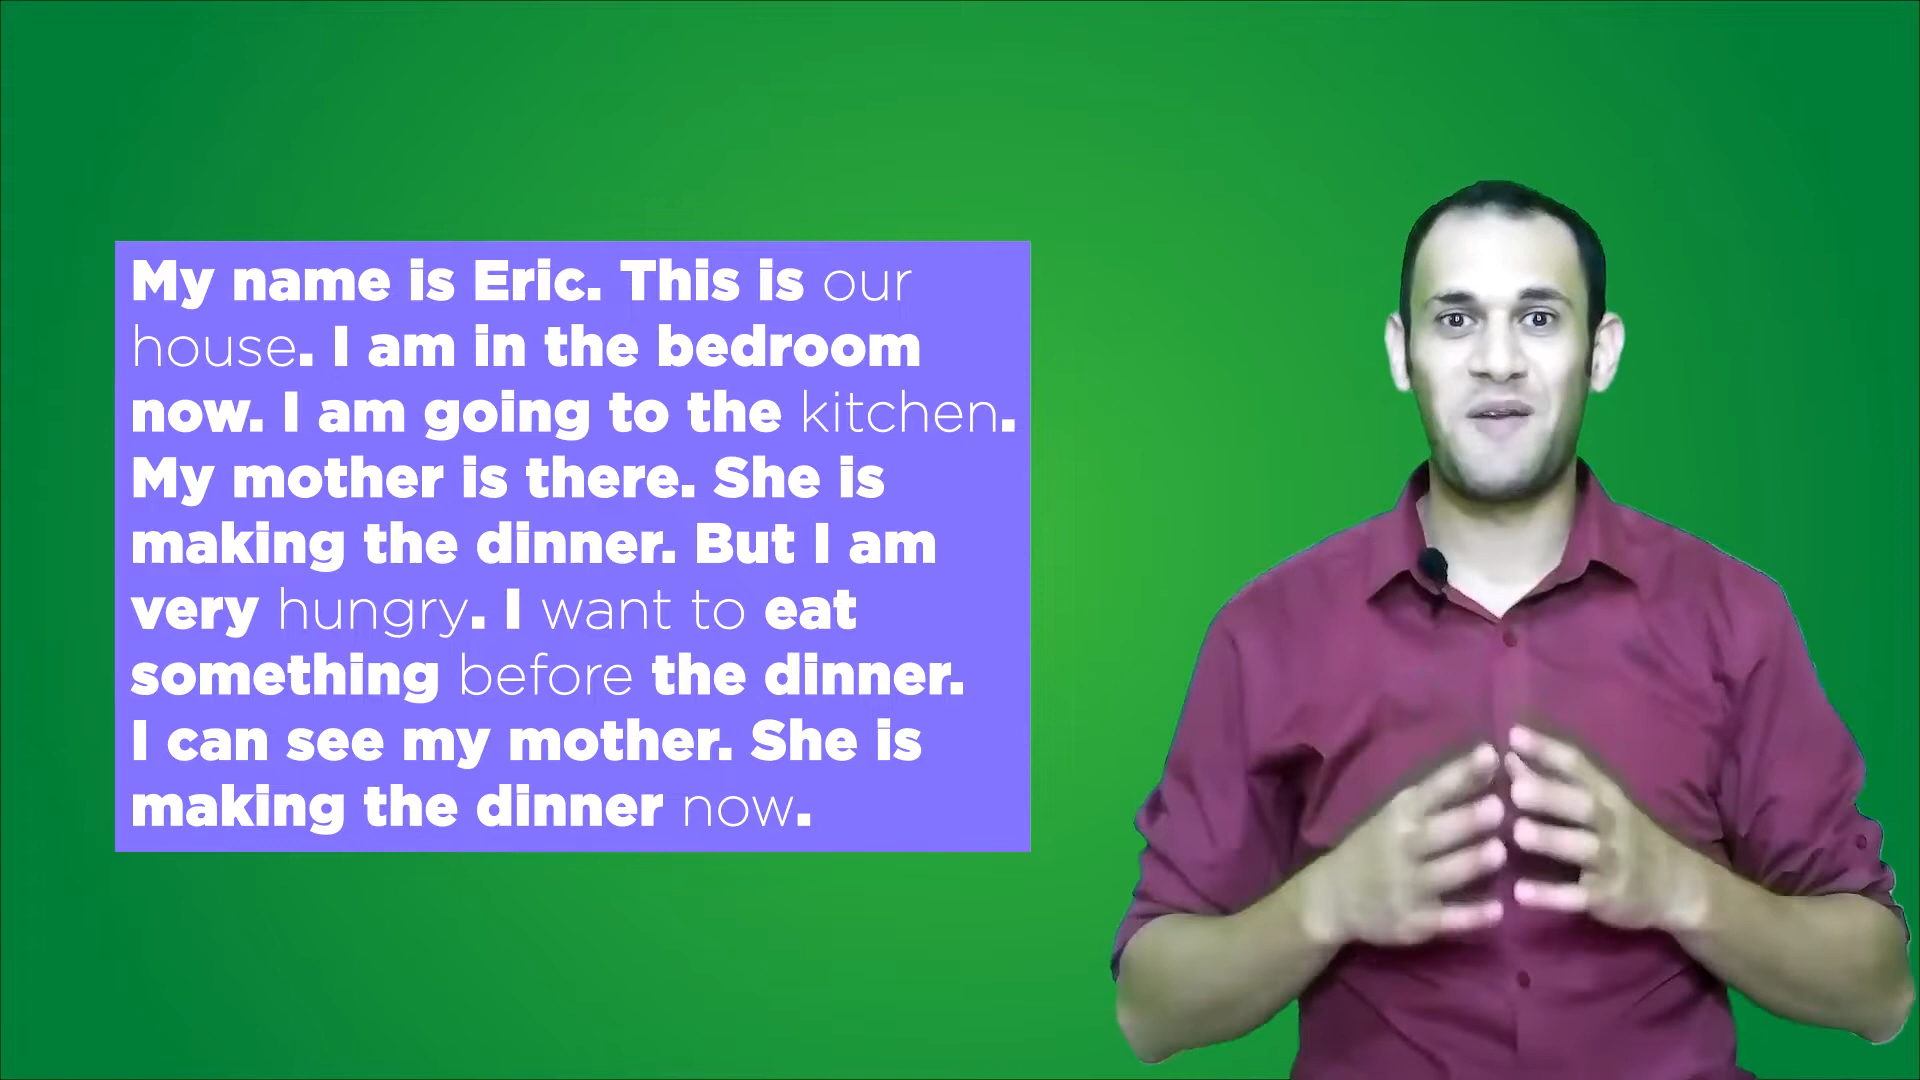 My name is Eric. This is our
house. I am in the bedroom
now. I am going to the kitchen.
My mother is there. She is
making the dinner. But I am
very hungry. I want to eat
something before the dinner.
I can see my mother. She is
making the dinner now.